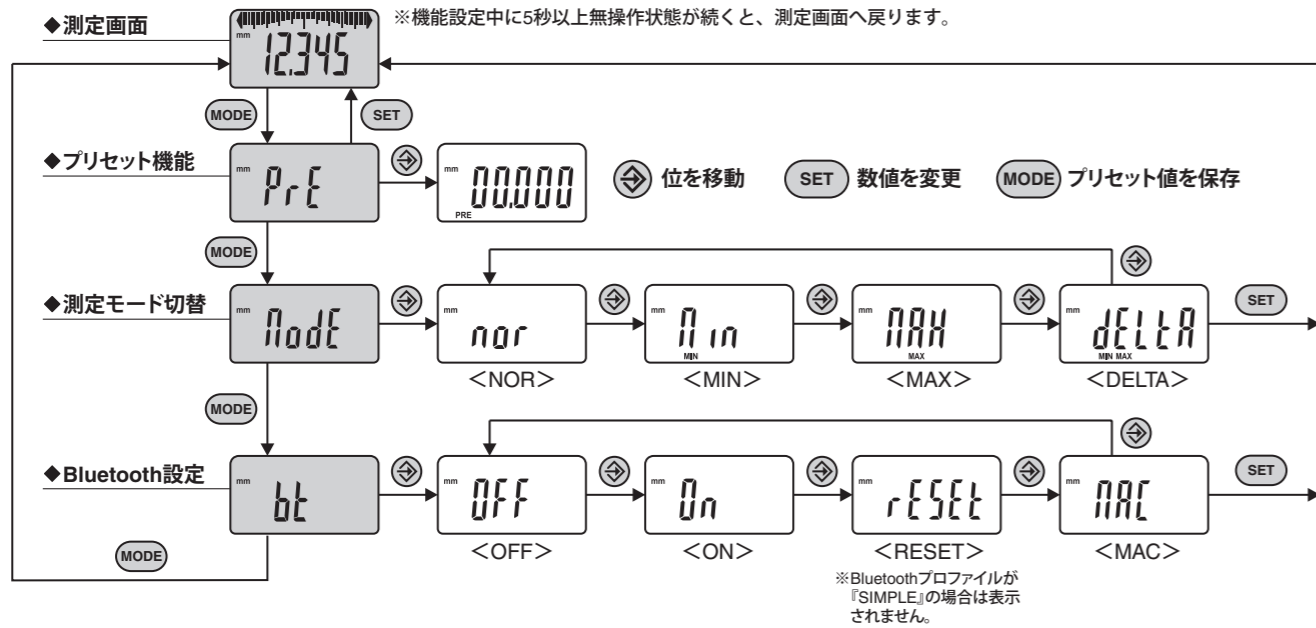 ※機能設定中に5秒以上無操作状態が続くと、測定画面へ戻ります。
◆測定画面
mm 12.345
MODE
SET
◆プリセット機能
mm PrE
mm 00.000
PRE
位を移動
SET 数値を変更
MODE プリセット値を保存
MODE
◆測定モード切替
mm ModE
mm nor
<NOR>
mm Min
MIN
<MIN>
mm MAX
MAX
<MAX>
mm dELtA
MIN MAX
<DELTA>
SET
MODE
◆Bluetooth設定
mm bt
mm OFF
<OFF>
mm On
<ON>
mm rESEt
<RESET>
※Bluetoothプロファイルが
『SIMPLE』の場合は表示
されません。
mm MAC
<MAC>
SET
MODE